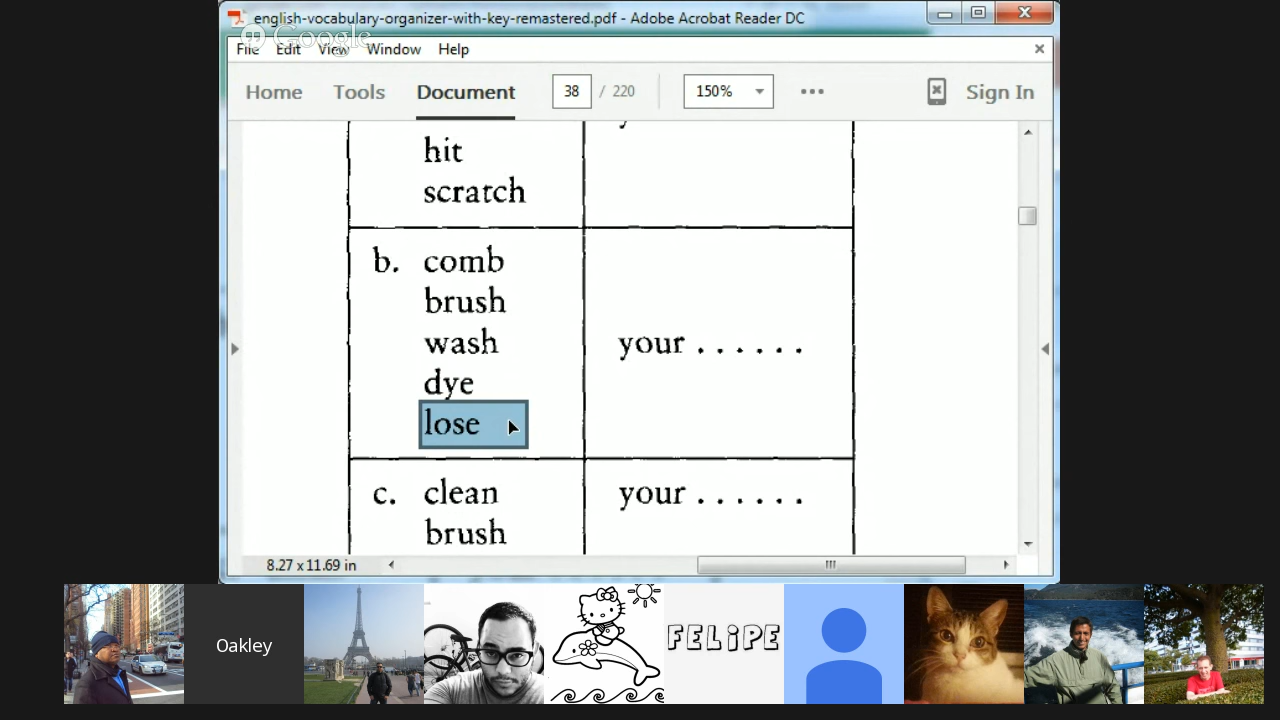 english-vocabulary-organizer-with-key-remastered.pdf - Adobe Acrobat Reader DC
Google
File Edit View Window Help
Home Tools Document 38 / 220 150% ••• Sign In
hit
scratch
b. comb
brush
wash
dye
lose
your . . . . . .
c. clean
brush
your . . . . . .
8.27 x 11.69 in
Oakley
FELIPE